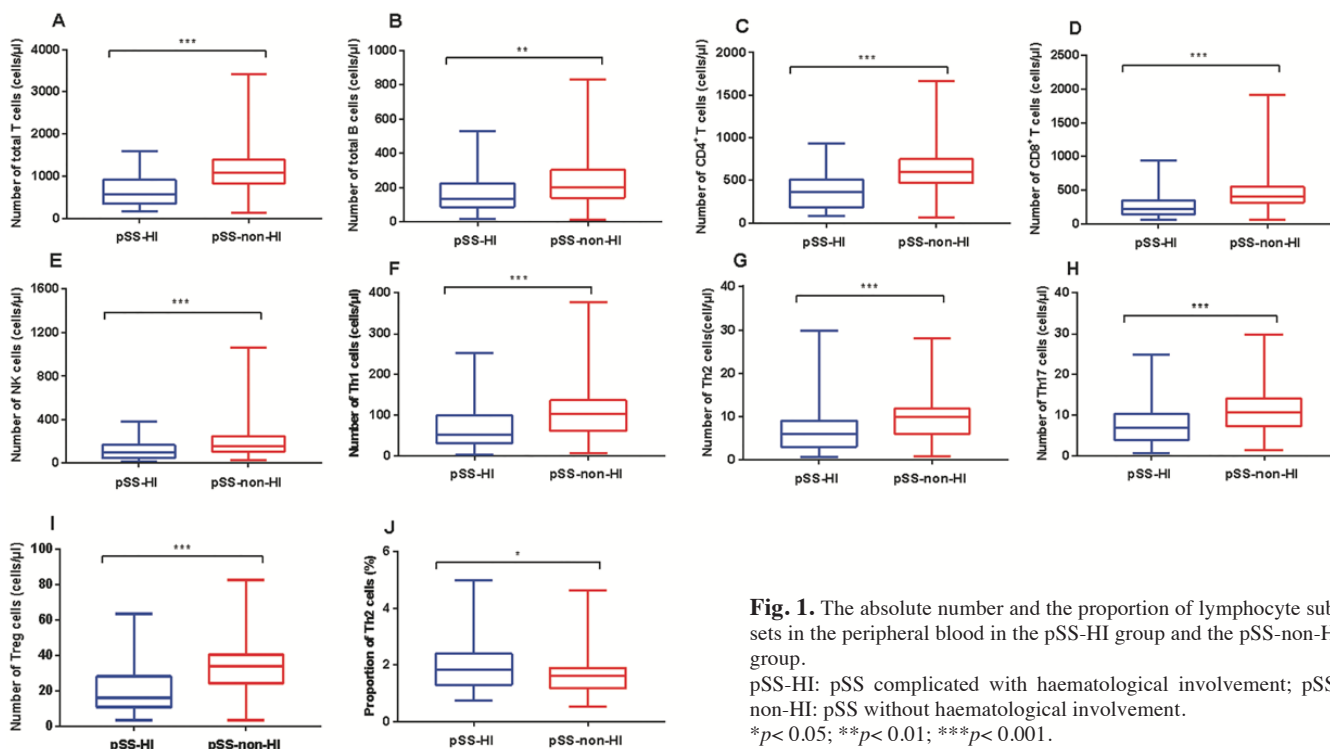 A
Number of total T cells (cells/µl)
4000
3000
2000
1000
0
***
pSS-HI
pSS-non-HI
B
Number of total B cells (cells/µl)
1000
800
600
400
200
0
**
pSS-HI
pSS-non-HI
C
Number of CD4+ T cells (cells/µl)
2000
1500
1000
500
0
***
pSS-HI
pSS-non-HI
D
Number of CD8+ T cells (cells/µl)
2500
2000
1500
1000
500
0
***
pSS-HI
pSS-non-HI
E
Number of NK cells (cells/µl)
1600
1200
800
400
0
***
pSS-HI
pSS-non-HI
F
Number of Th1 cells (cells/µl)
400
300
200
100
0
***
pSS-HI
pSS-non-HI
G
Number of Th2 cells(cell/µl)
40
30
20
10
0
***
pSS-HI
pSS-non-HI
H
Number of Th17 cells (cells/µl)
40
30
20
10
0
***
pSS-HI
pSS-non-HI
I
Number of Treg cells (cells/µl)
100
80
60
40
20
0
***
pSS-HI
pSS-non-HI
J
Proportion of Th2 cells (%)
6
4
2
0
*
pSS-HI
pSS-non-HI
Fig. 1. The absolute number and the proportion of lymphocyte sub
sets in the peripheral blood in the pSS-HI group and the pSS-non-H
group.
pSS-HI: pSS complicated with haematological involvement; pSS
non-HI: pSS without haematological involvement.
*p< 0.05; **p< 0.01; ***p< 0.001.